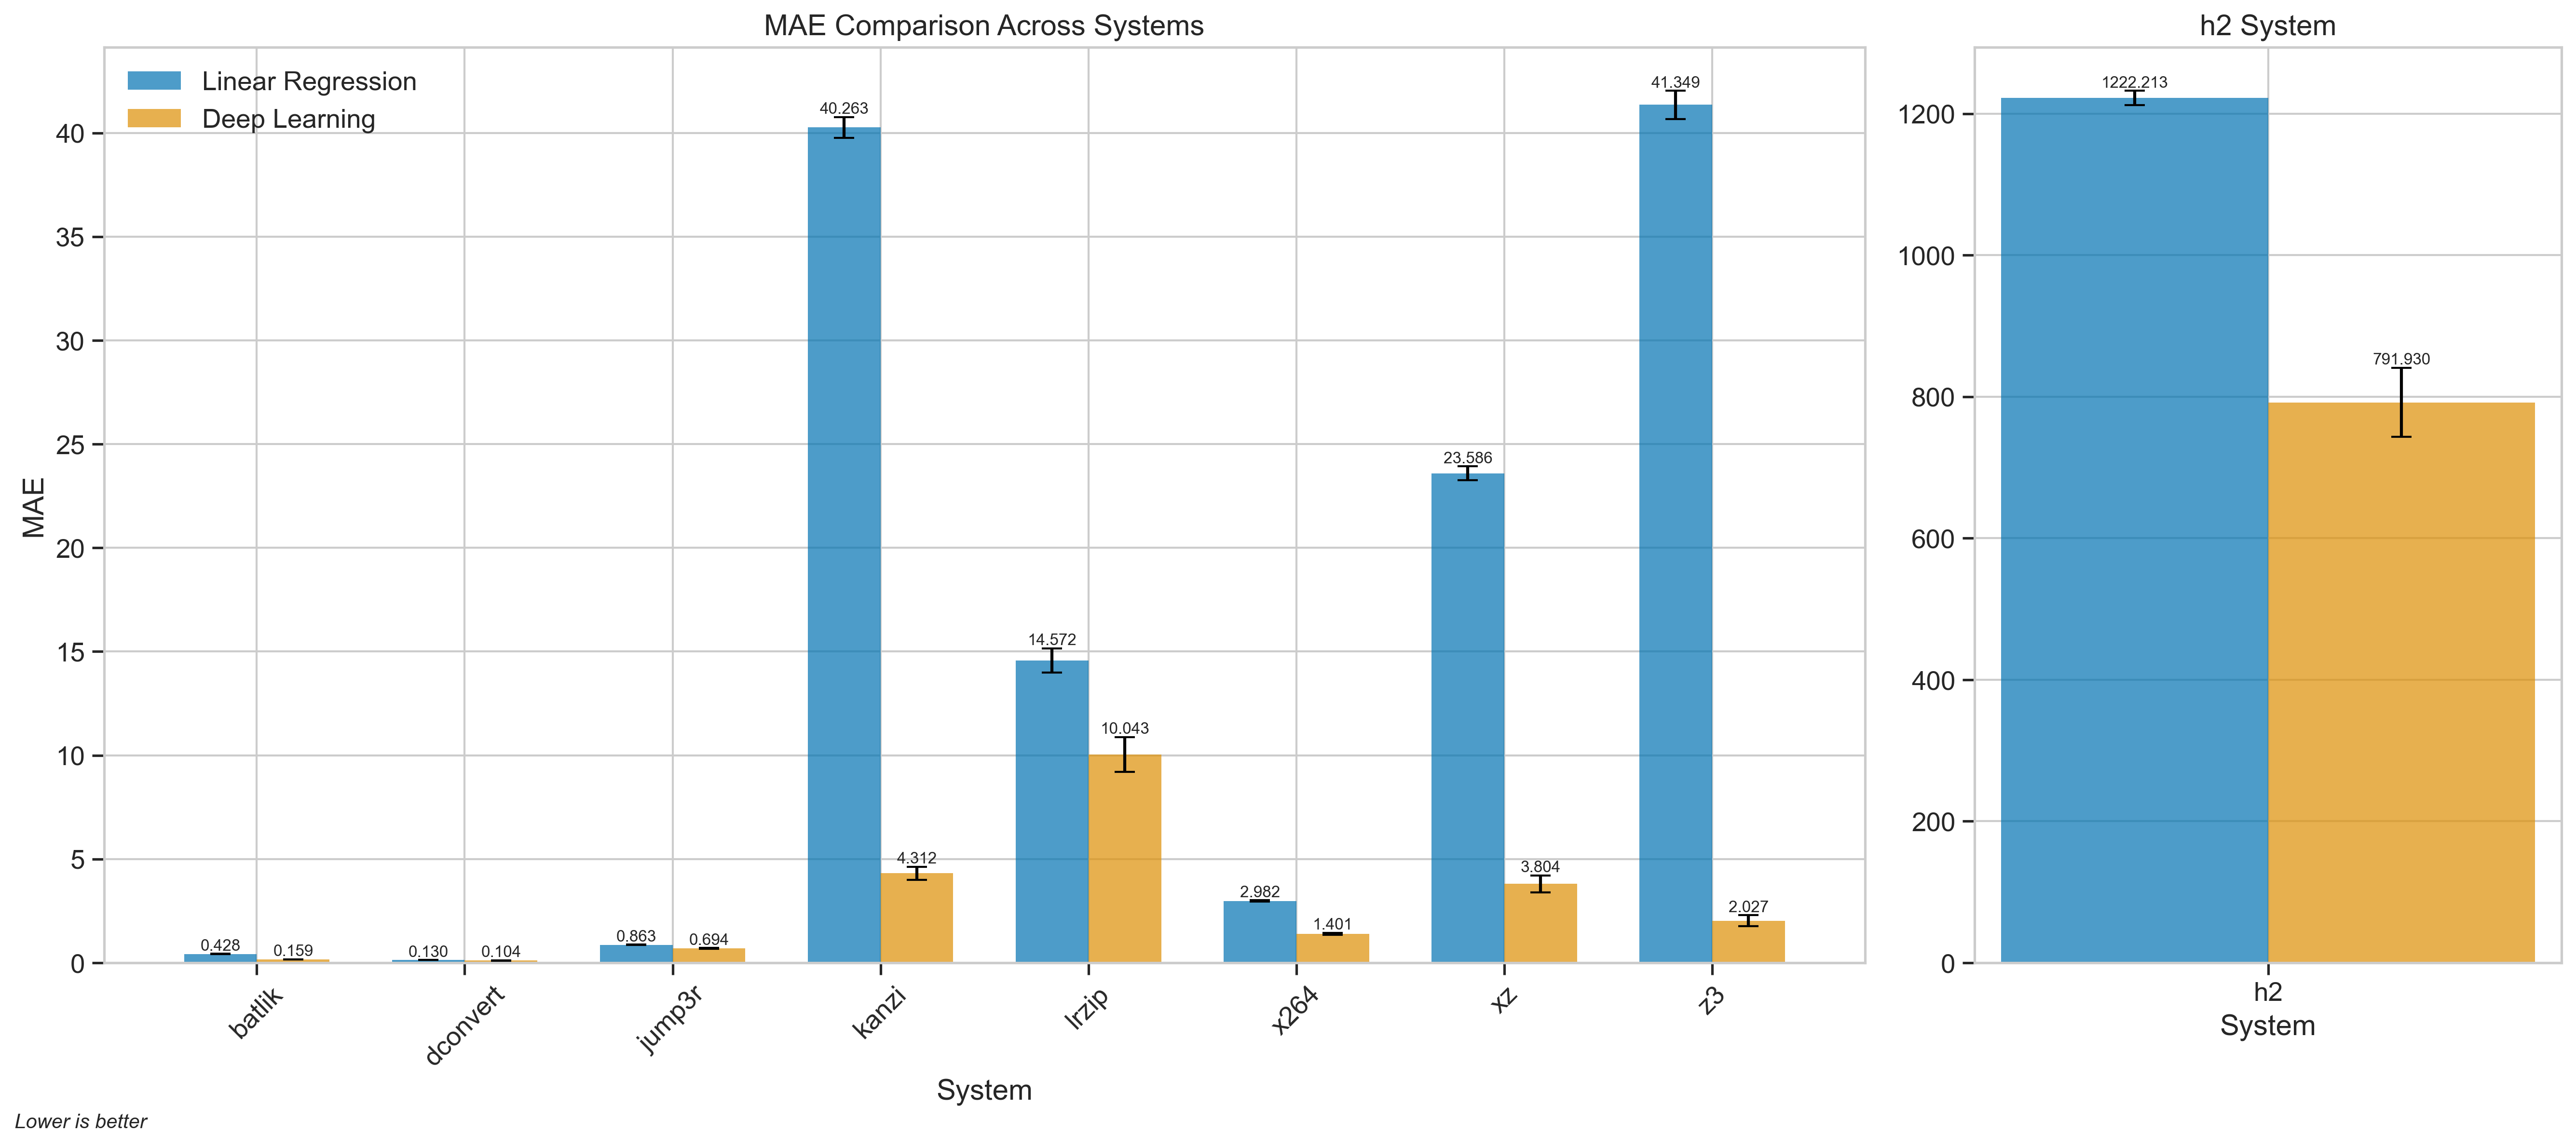 MAE Comparison Across Systems
Linear Regression
Deep Learning
MAE
40
35
30
25
20
15
10
5
0
0.428
0.159
0.130
0.104
0.863
0.694
40.263
4.312
14.572
10.043
2.982
1.401
23.586
3.804
41.349
2.027
batlik
dconvert
jump3r
kanzi
lrzip
x264
xz
z3
System
Lower is better
h2 System
1200
1000
800
600
400
200
0
1222.213
791.930
h2
System